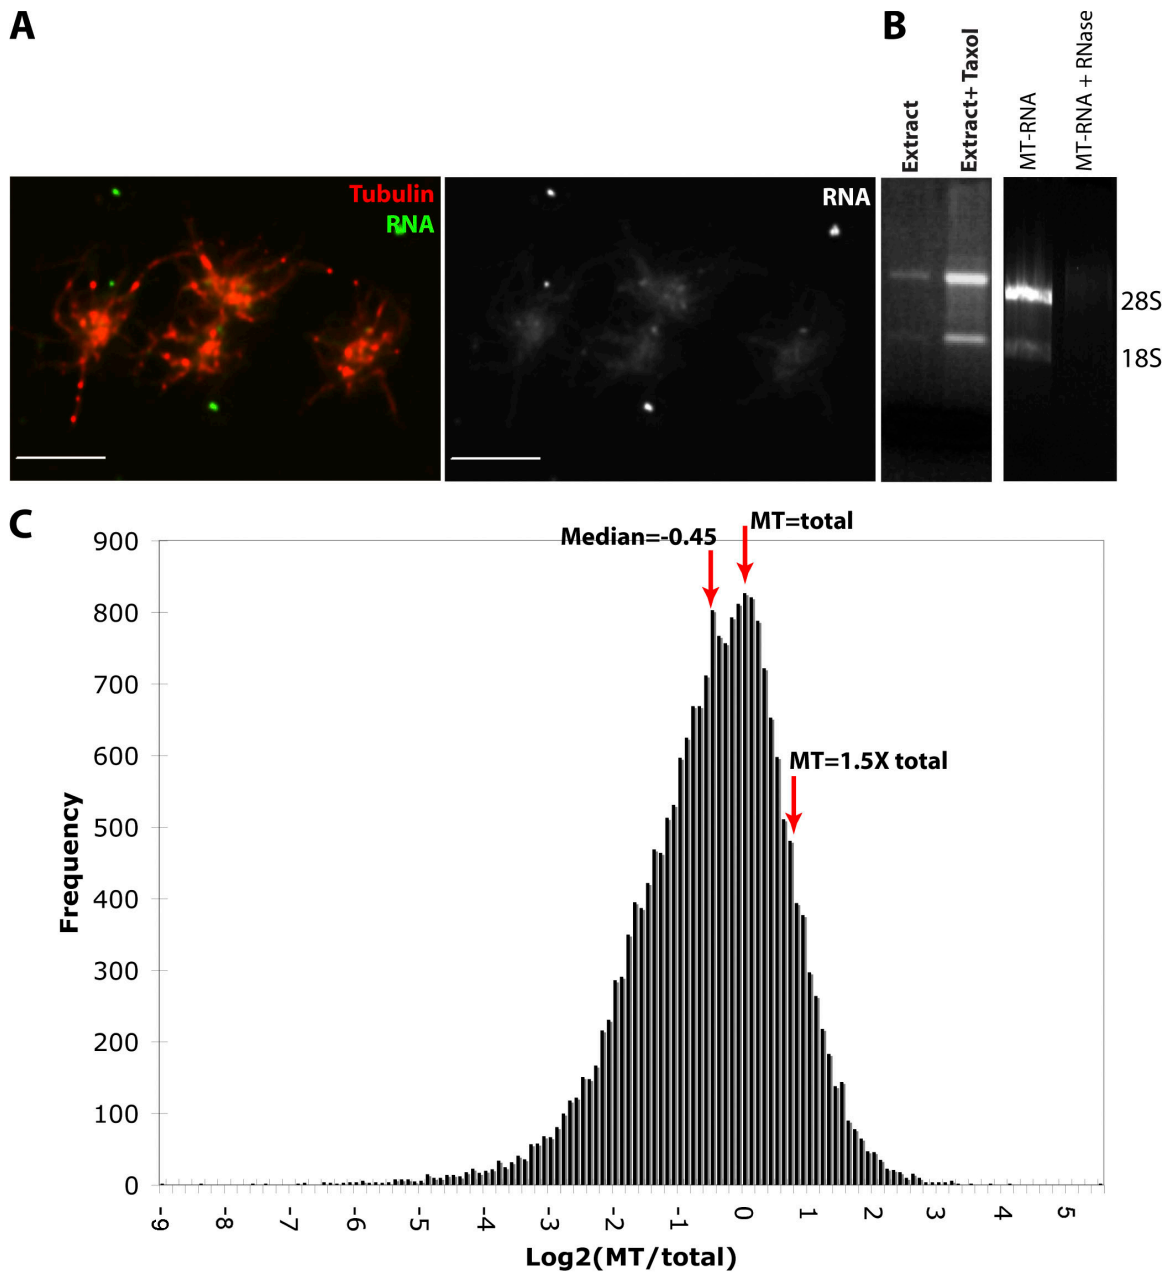 A
B
Extract
Extract+ Taxol
MT-RNA
MT-RNA + RNase
Tubulin
RNA
RNA
28S
18S
C
Median=-0.45
MT=total
MT=1.5X total
Frequency
900
800
700
600
500
400
300
200
100
0
-9 -8 -7 -6 -5 -4 -3 -2 -1 0 1 2 3 4 5
Log2(MT/total)